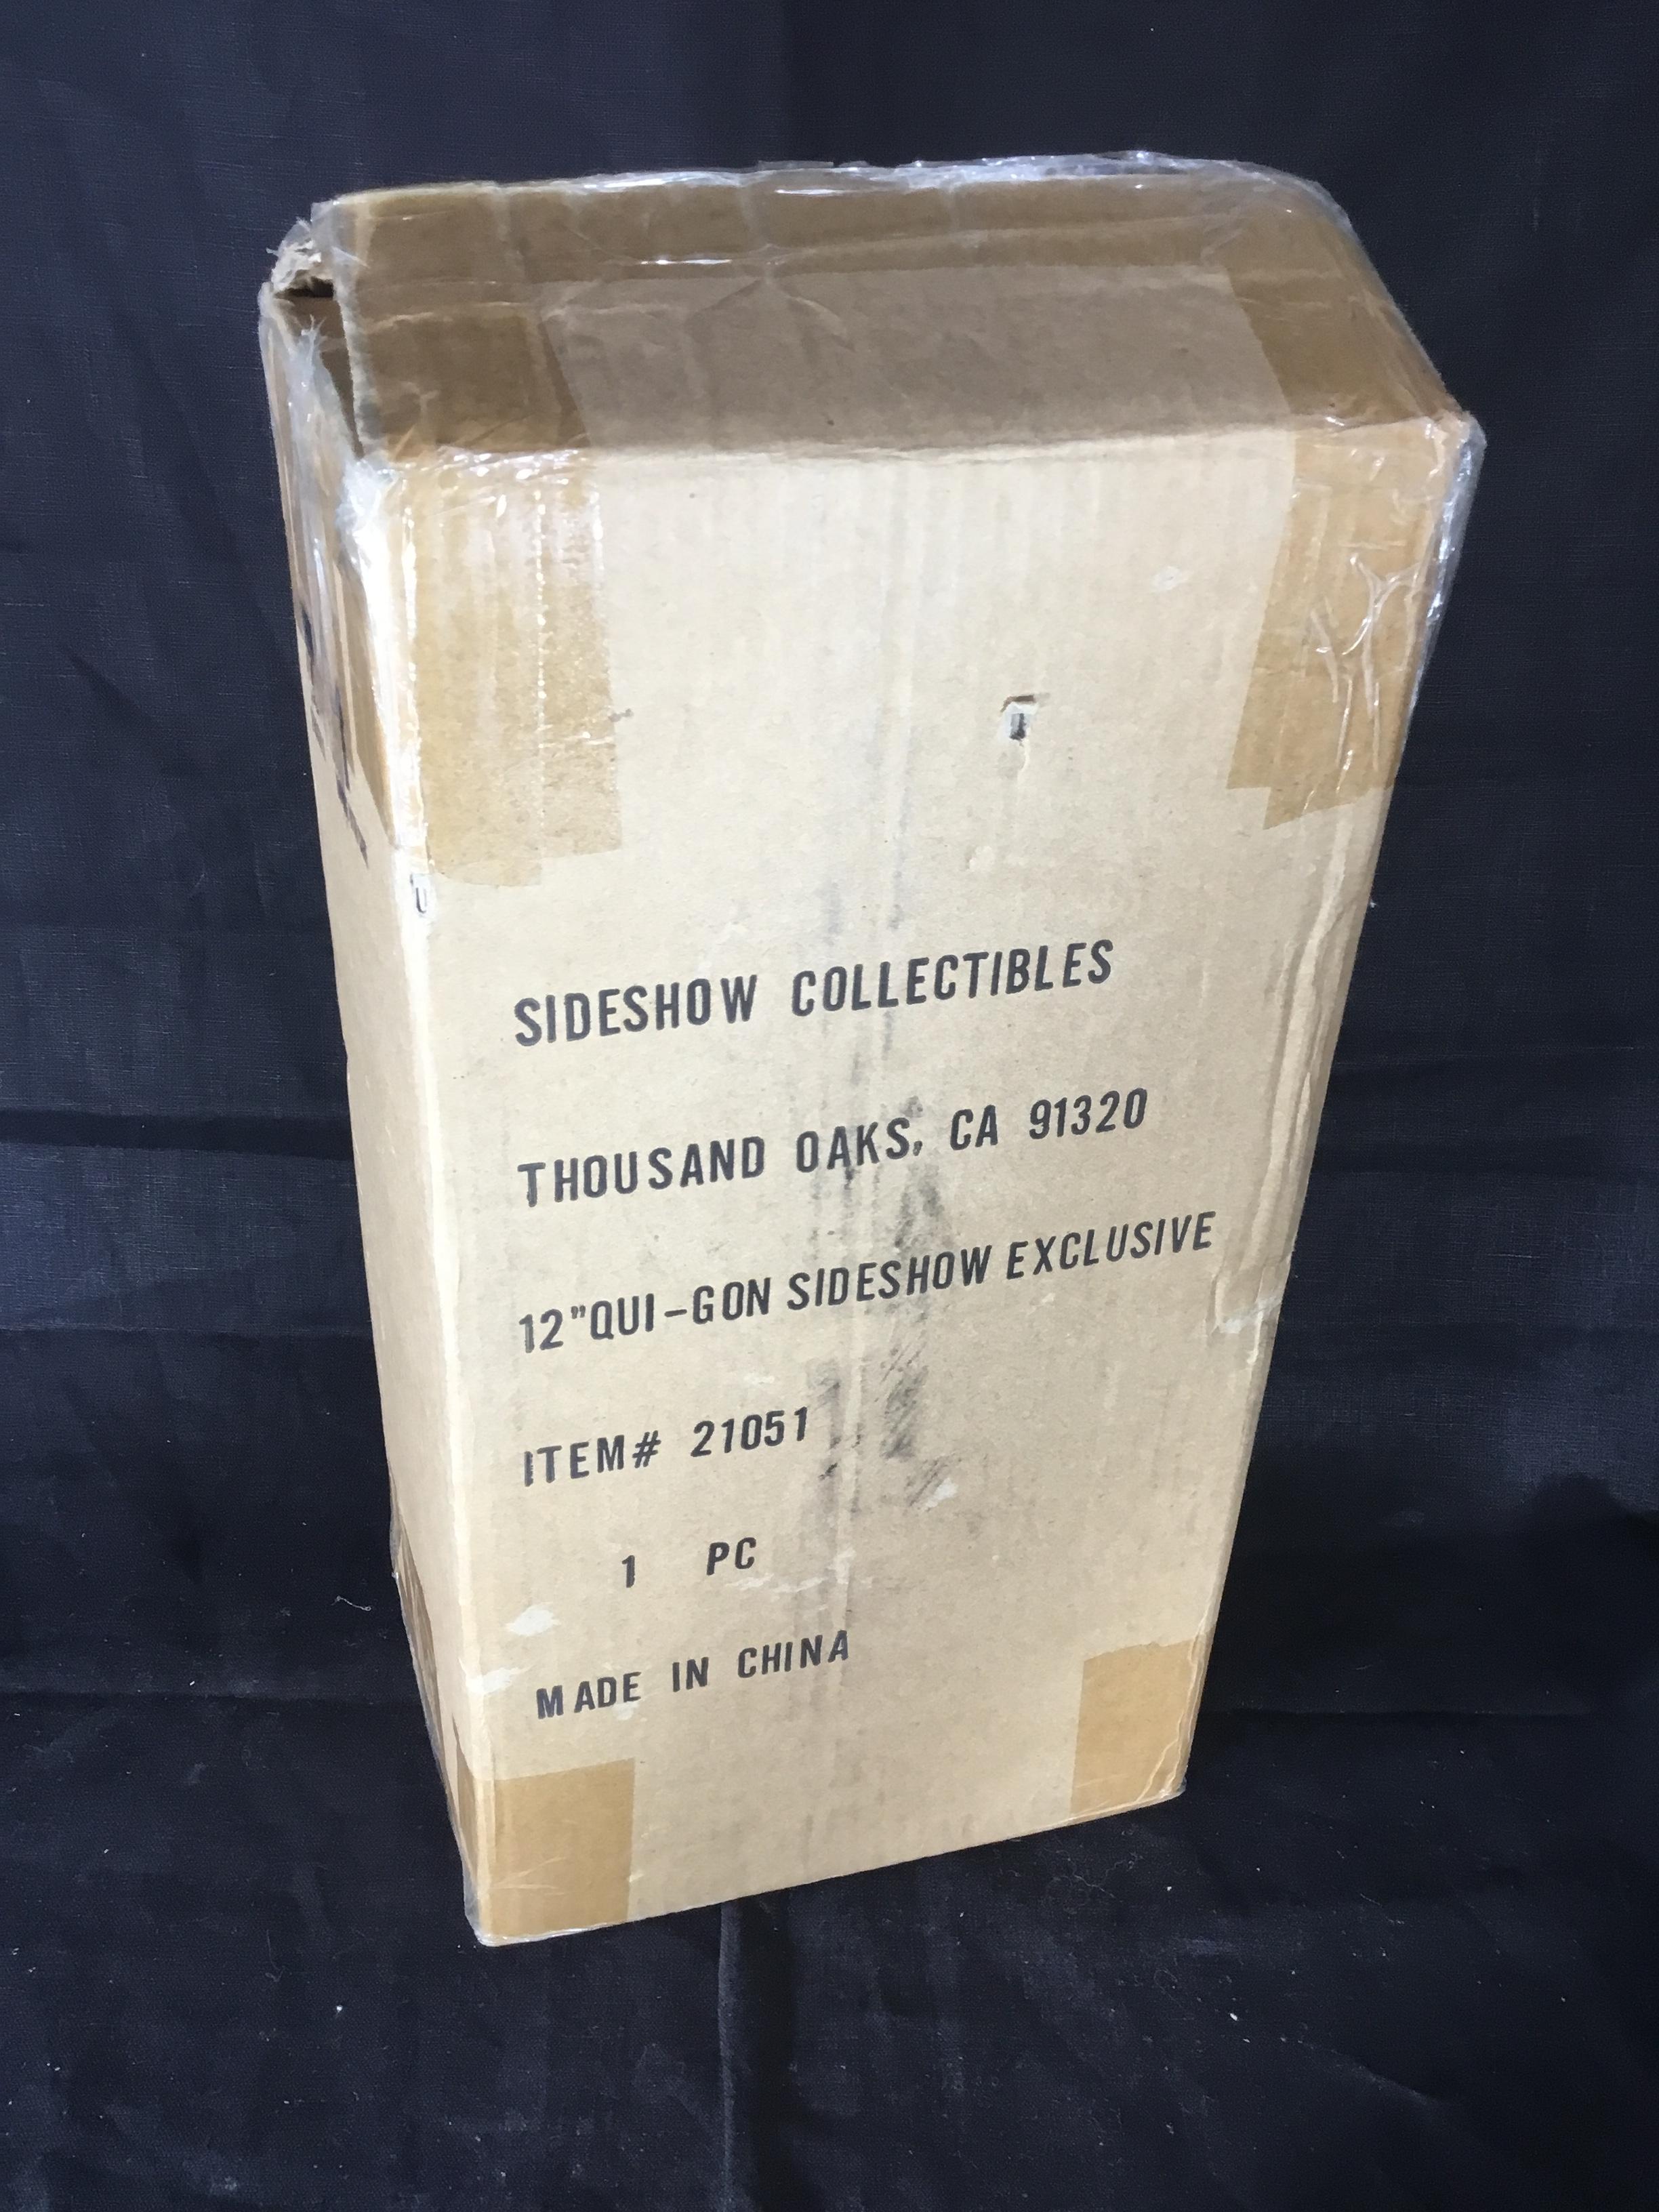 SIDESHOW COLLECTIBLES
THOUSAND OAKS, CA 91320
12"QUI-GON SIDESHOW EXCLUSIVE
ITEM# 21051
1 PC
MADE IN CHINA